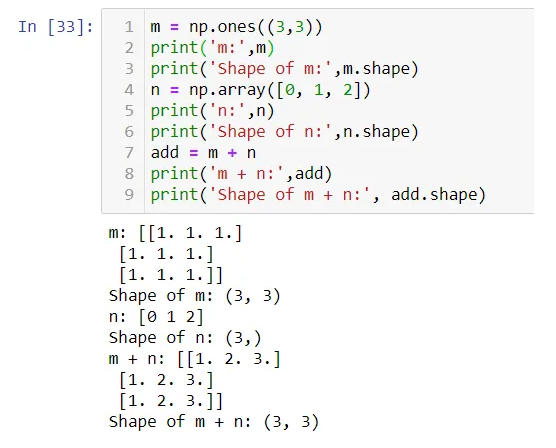 In [33]:
1 m = np.ones((3,3))
2 print('m:',m)
3 print('Shape of m:',m.shape)
4 n = np.array([0, 1, 2])
5 print('n:',n)
6 print('Shape of n:',n.shape)
7 add = m + n
8 print('m + n:',add)
9 print('Shape of m + n:', add.shape)
m: [[1. 1. 1.]
 [1. 1. 1.]
 [1. 1. 1.]]
Shape of m: (3, 3)
n: [0 1 2]
Shape of n: (3,)
m + n: [[1. 2. 3.]
 [1. 2. 3.]
 [1. 2. 3.]]
Shape of m + n: (3, 3)